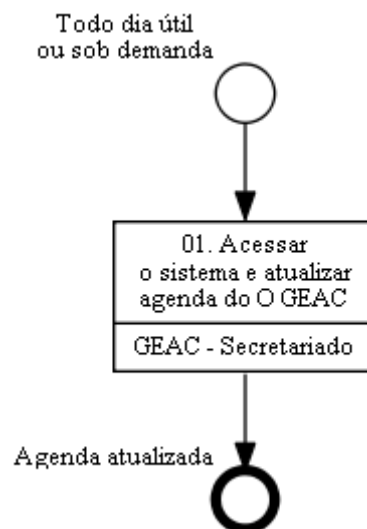 Todo dia útil
ou sob demanda
01. Acessar
o sistema e atualizar
agenda do O GEAC
GEAC - Secretariado
Agenda atualizada